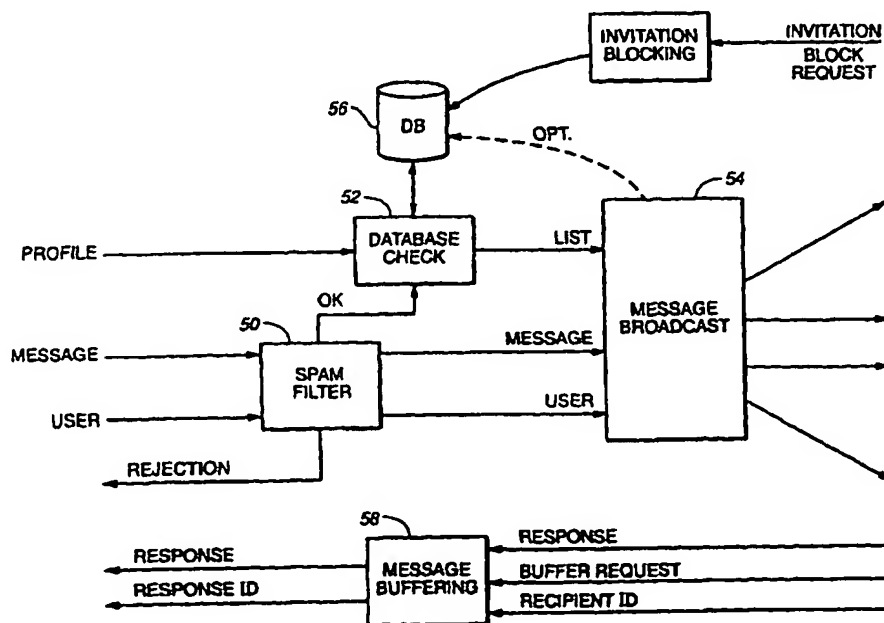 INVITATION
BLOCKING
INVITATION
BLOCK
REQUEST
56
DB
OPT.
54
52
PROFILE
DATABASE
CHECK
LIST
OK
50
MESSAGE
SPAM
FILTER
MESSAGE
MESSAGE
BROADCAST
USER
USER
REJECTION
58
RESPONSE
MESSAGE
BUFFERING
RESPONSE
RESPONSE ID
BUFFER REQUEST
RECIPIENT ID